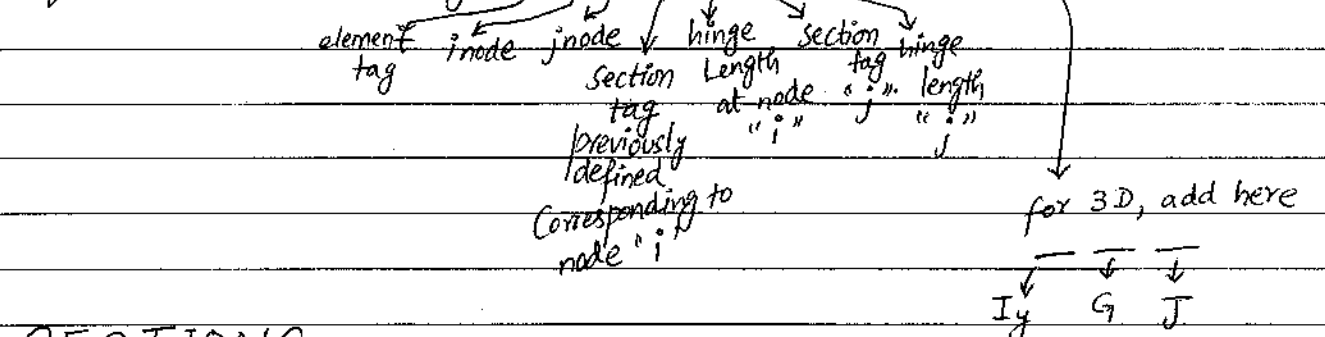 element inode jnode hinge section hinge
tag section Length tag length
tag at node "j". "j"
previously "i"
defined
Corresponding to
node "i"
for 3D, add here
Iy G J
SECTIONS